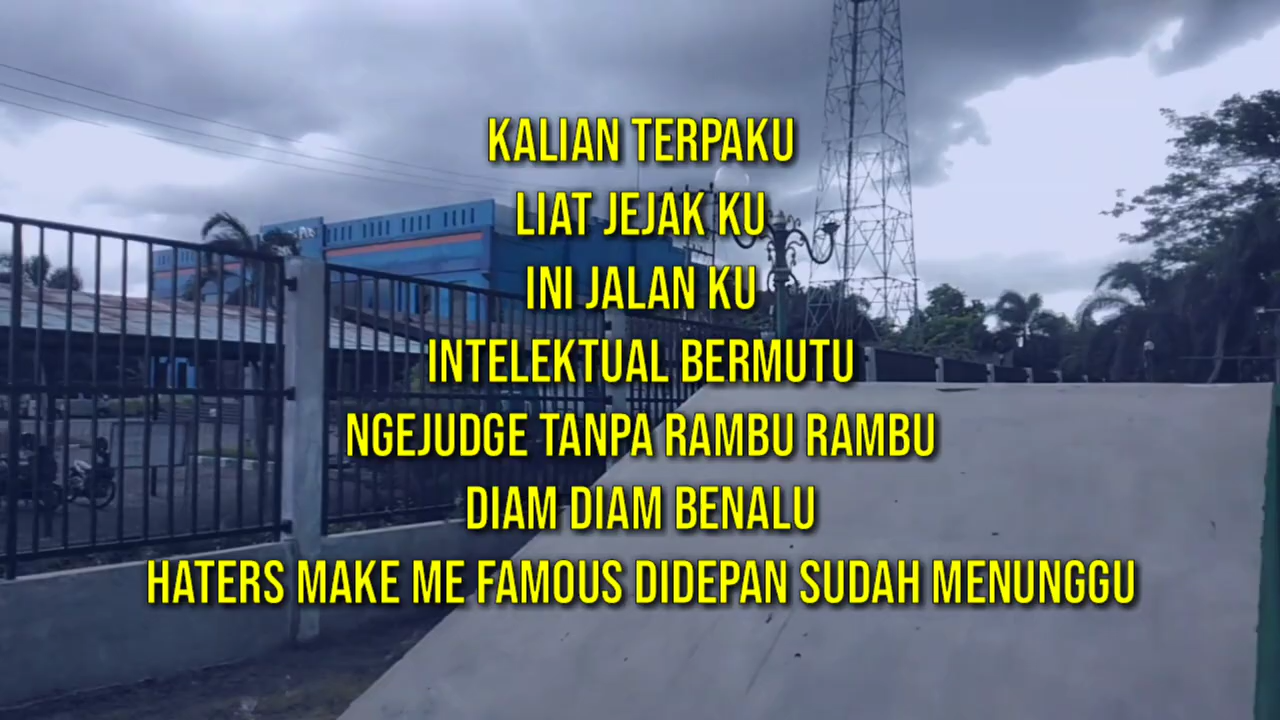 KALIAN TERPAKU
LIAT JEJAK KU
INI JALAN KU
INTELEKTUAL BERMUTU
NGEJUDGE TANPA RAMBU RAMBU
DIAM DIAM BENALU
HATERS MAKE ME FAMOUS DIDEPAN SUDAH MENUNGGU